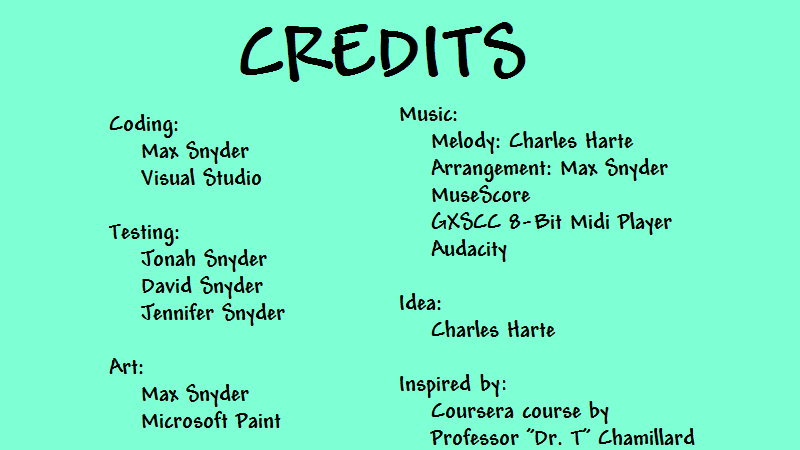 CREDITS
Coding:
Max Snyder
Visual Studio
Testing:
Jonah Snyder
David Snyder
Jennifer Snyder
Art:
Max Snyder
Microsoft Paint
Music:
Melody: Charles Harte
Arrangement: Max Snyder
MuseScore
GXSCC 8-Bit Midi Player
Audacity
Idea:
Charles Harte
Inspired by:
Coursera course by
Professor "Dr. T" Chamillard